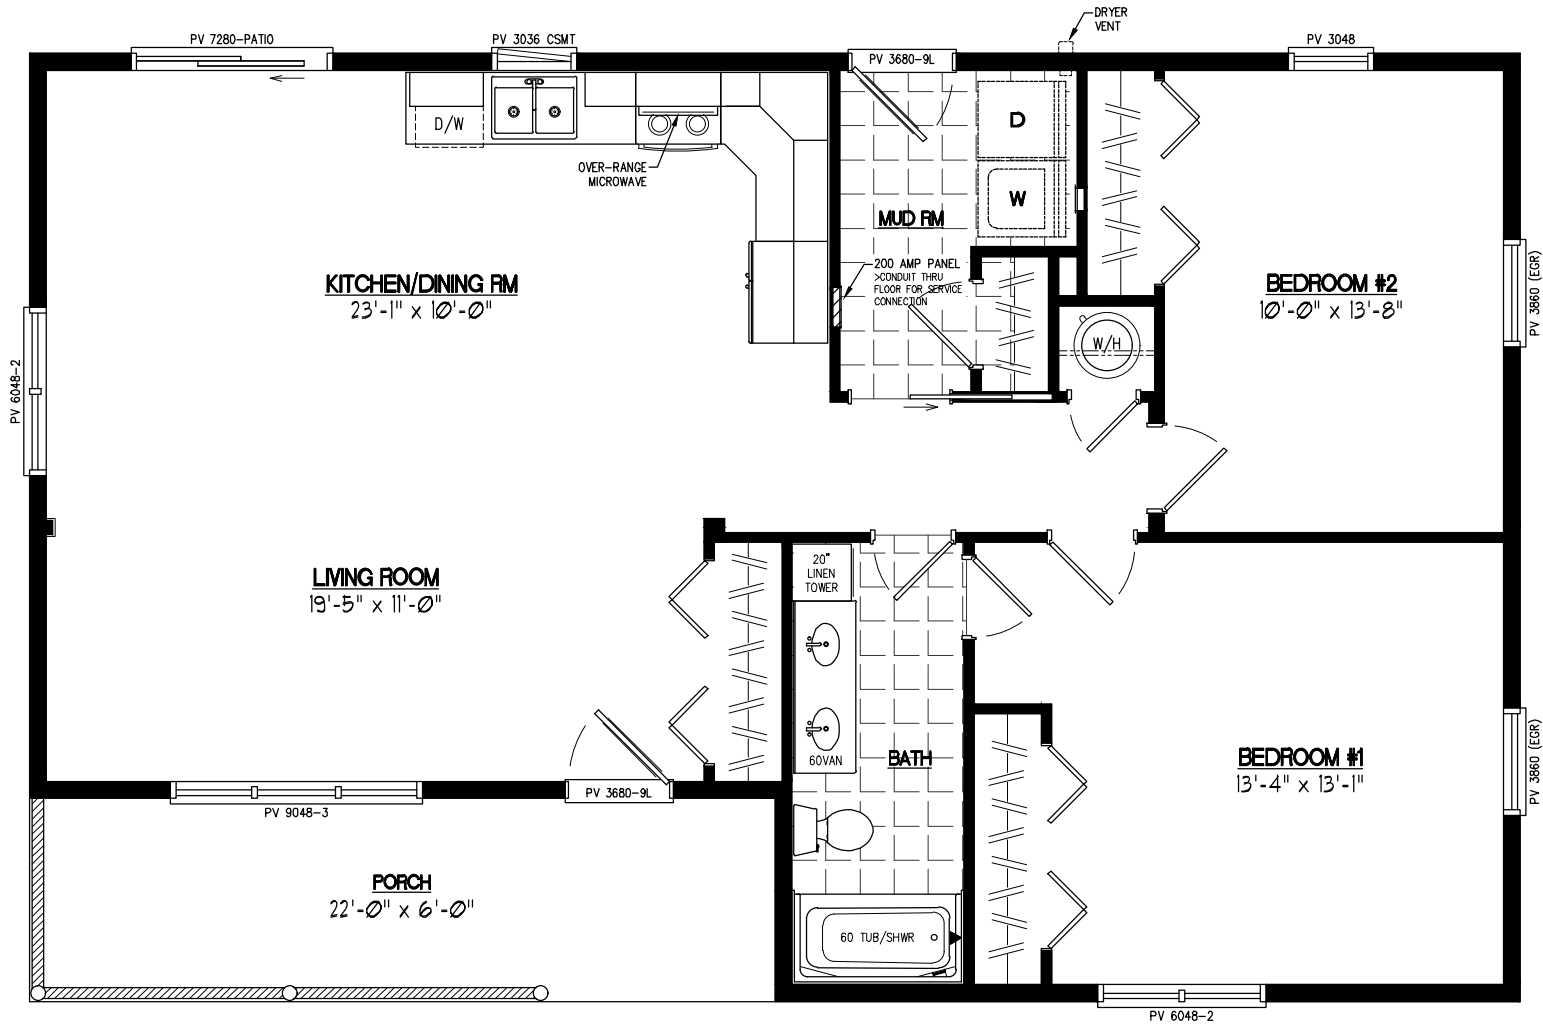 DRYER
VENT
PV 7280-PATIO
PV 3036 CSMT
PV 3680-9L
PV 3048
D/W
OVER-RANGE
MICROWAVE
D
W
MUD RM
200 AMP PANEL
>CONDUIT THRU
FLOOR FOR SERVICE
CONNECTION
KITCHEN/DINING RM
23'-1" x 10'-0"
BEDROOM #2
10'-0" x 13'-8"
PV 3860 (EGR)
W/H
PV 6048-2
LIVING ROOM
19'-5" x 11'-0"
20"
LINEN
TOWER
60VAN
BATH
BEDROOM #1
13'-4" x 13'-1"
PV 3860 (EGR)
PV 9048-3
PV 3680-9L
PORCH
22'-0" x 6'-0"
60 TUB/SHWR
PV 6048-2